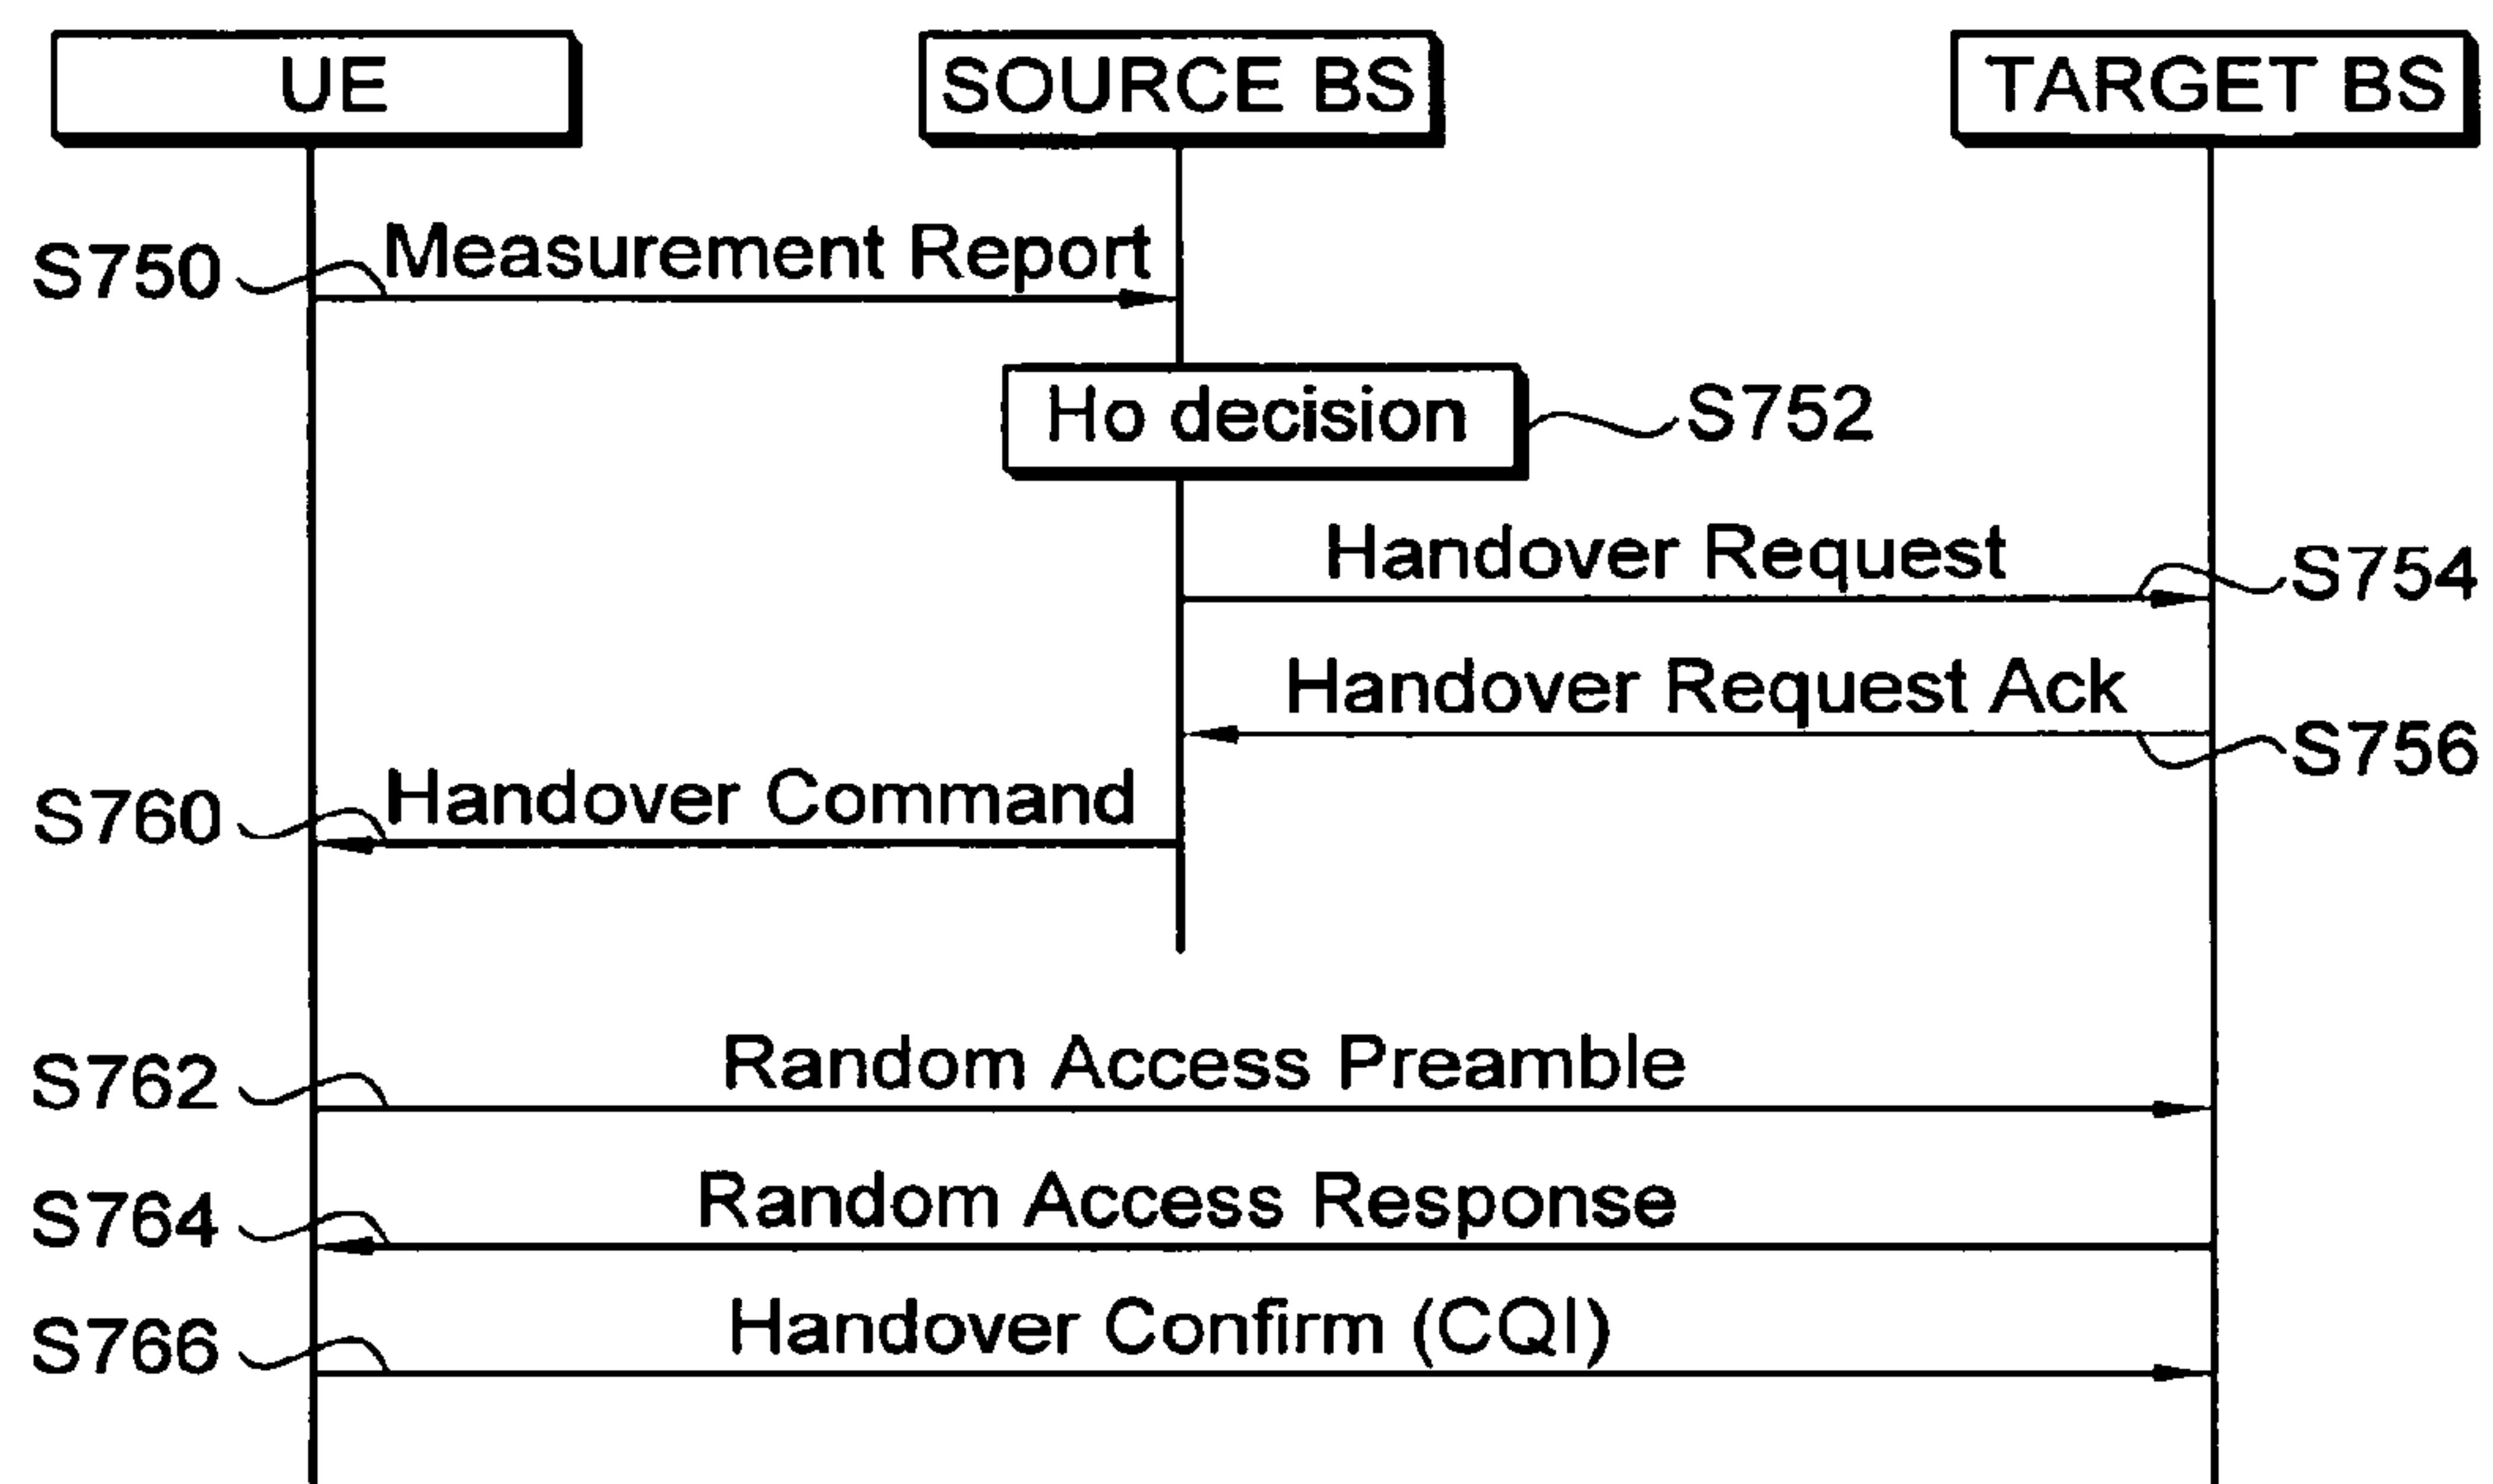 UE
SOURCE BS
TARGET BS
S750
Measurement Report
Ho decision
S752
Handover Request
S754
Handover Request Ack
S756
S760
Handover Command
S762
Random Access Preamble
S764
Random Access Response
S766
Handover Confirm (CQI)